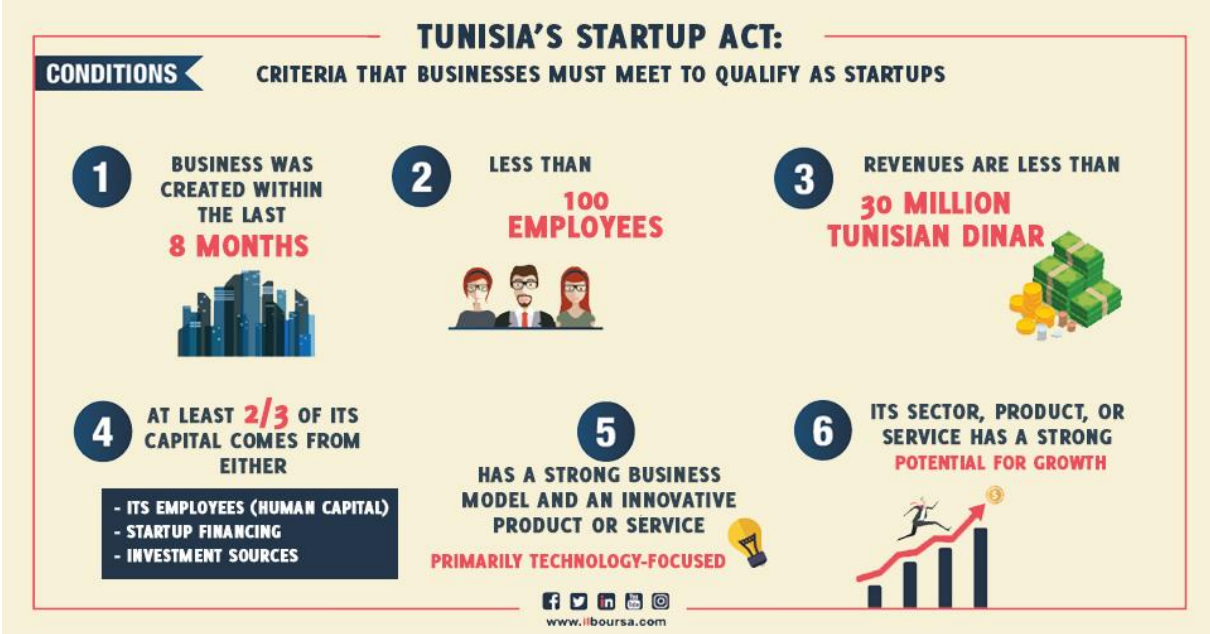 TUNISIA'S STARTUP ACT:
CONDITIONS
CRITERIA THAT BUSINESSES MUST MEET TO QUALIFY AS STARTUPS
1
BUSINESS WAS
CREATED WITHIN
THE LAST
8 MONTHS
2
LESS THAN
100
EMPLOYEES
3
REVENUES ARE LESS THAN
30 MILLION
TUNISIAN DINAR
4
AT LEAST 2/3 OF ITS
CAPITAL COMES FROM
EITHER
- ITS EMPLOYEES (HUMAN CAPITAL)
- STARTUP FINANCING
- INVESTMENT SOURCES
5
HAS A STRONG BUSINESS
MODEL AND AN INNOVATIVE
PRODUCT OR SERVICE
PRIMARILY TECHNOLOGY-FOCUSED
6
ITS SECTOR, PRODUCT, OR
SERVICE HAS A STRONG
POTENTIAL FOR GROWTH
www.ilboursa.com